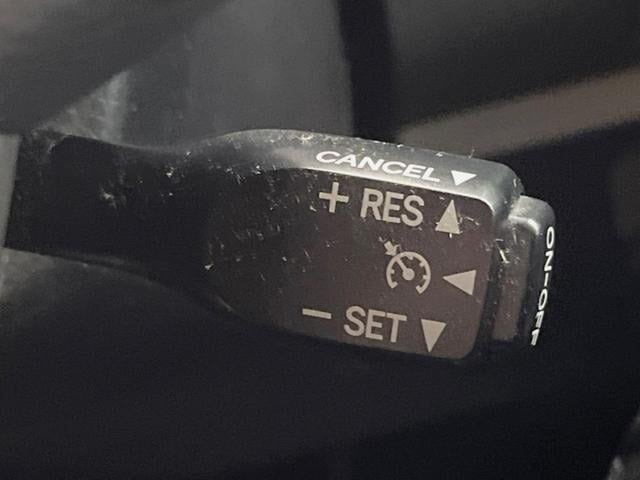 CANCEL ▼
+ RES ▲
◀
− SET ▼
ON-OFF